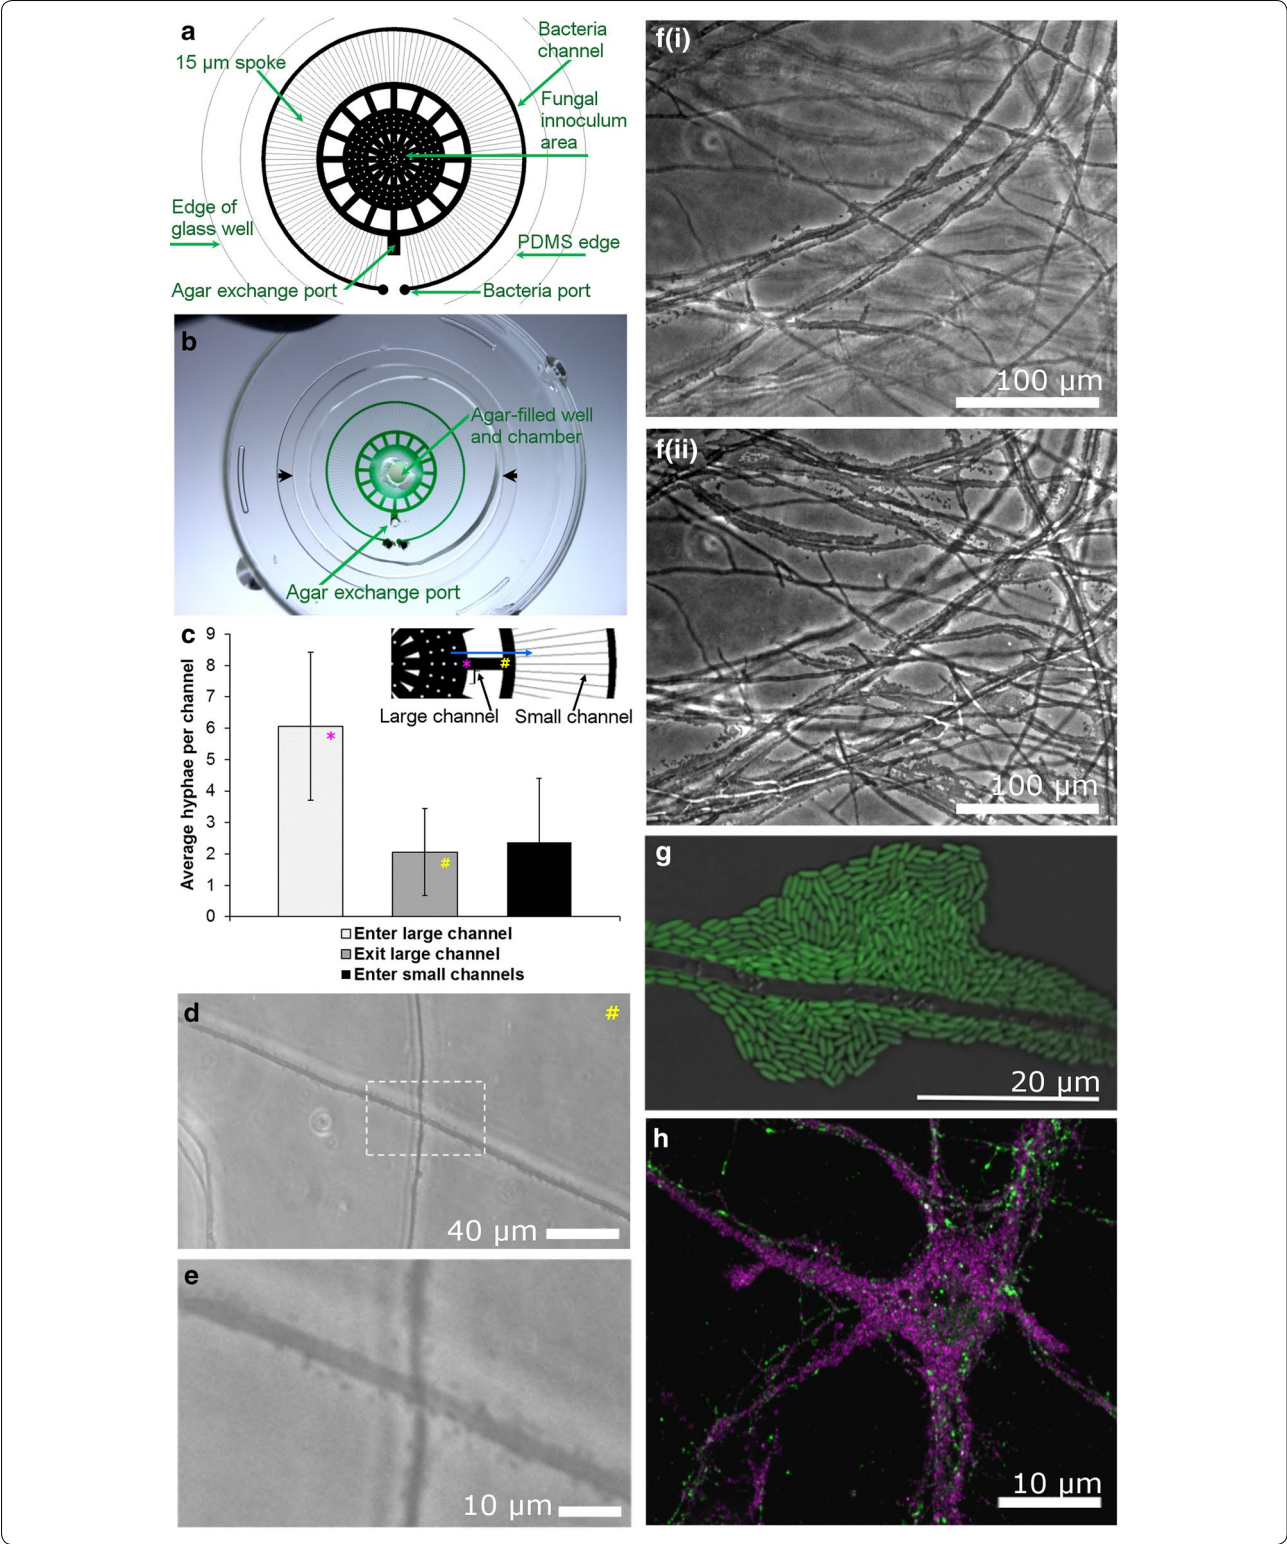 a
15 µm spoke
Bacteria
channel
Fungal
innoculum
area
Edge of
glass well
PDMS edge
Agar exchange port
Bacteria port
b
Agar-filled well
and chamber
Agar exchange port
c
Average hyphae per channel
9
8
7
6
5
4
3
2
1
0
*
#
* #
Large channel
Small channel
Enter large channel
Exit large channel
Enter small channels
d
#
40 µm
e
10 µm
f(i)
100 µm
f(ii)
100 µm
g
20 µm
h
10 µm